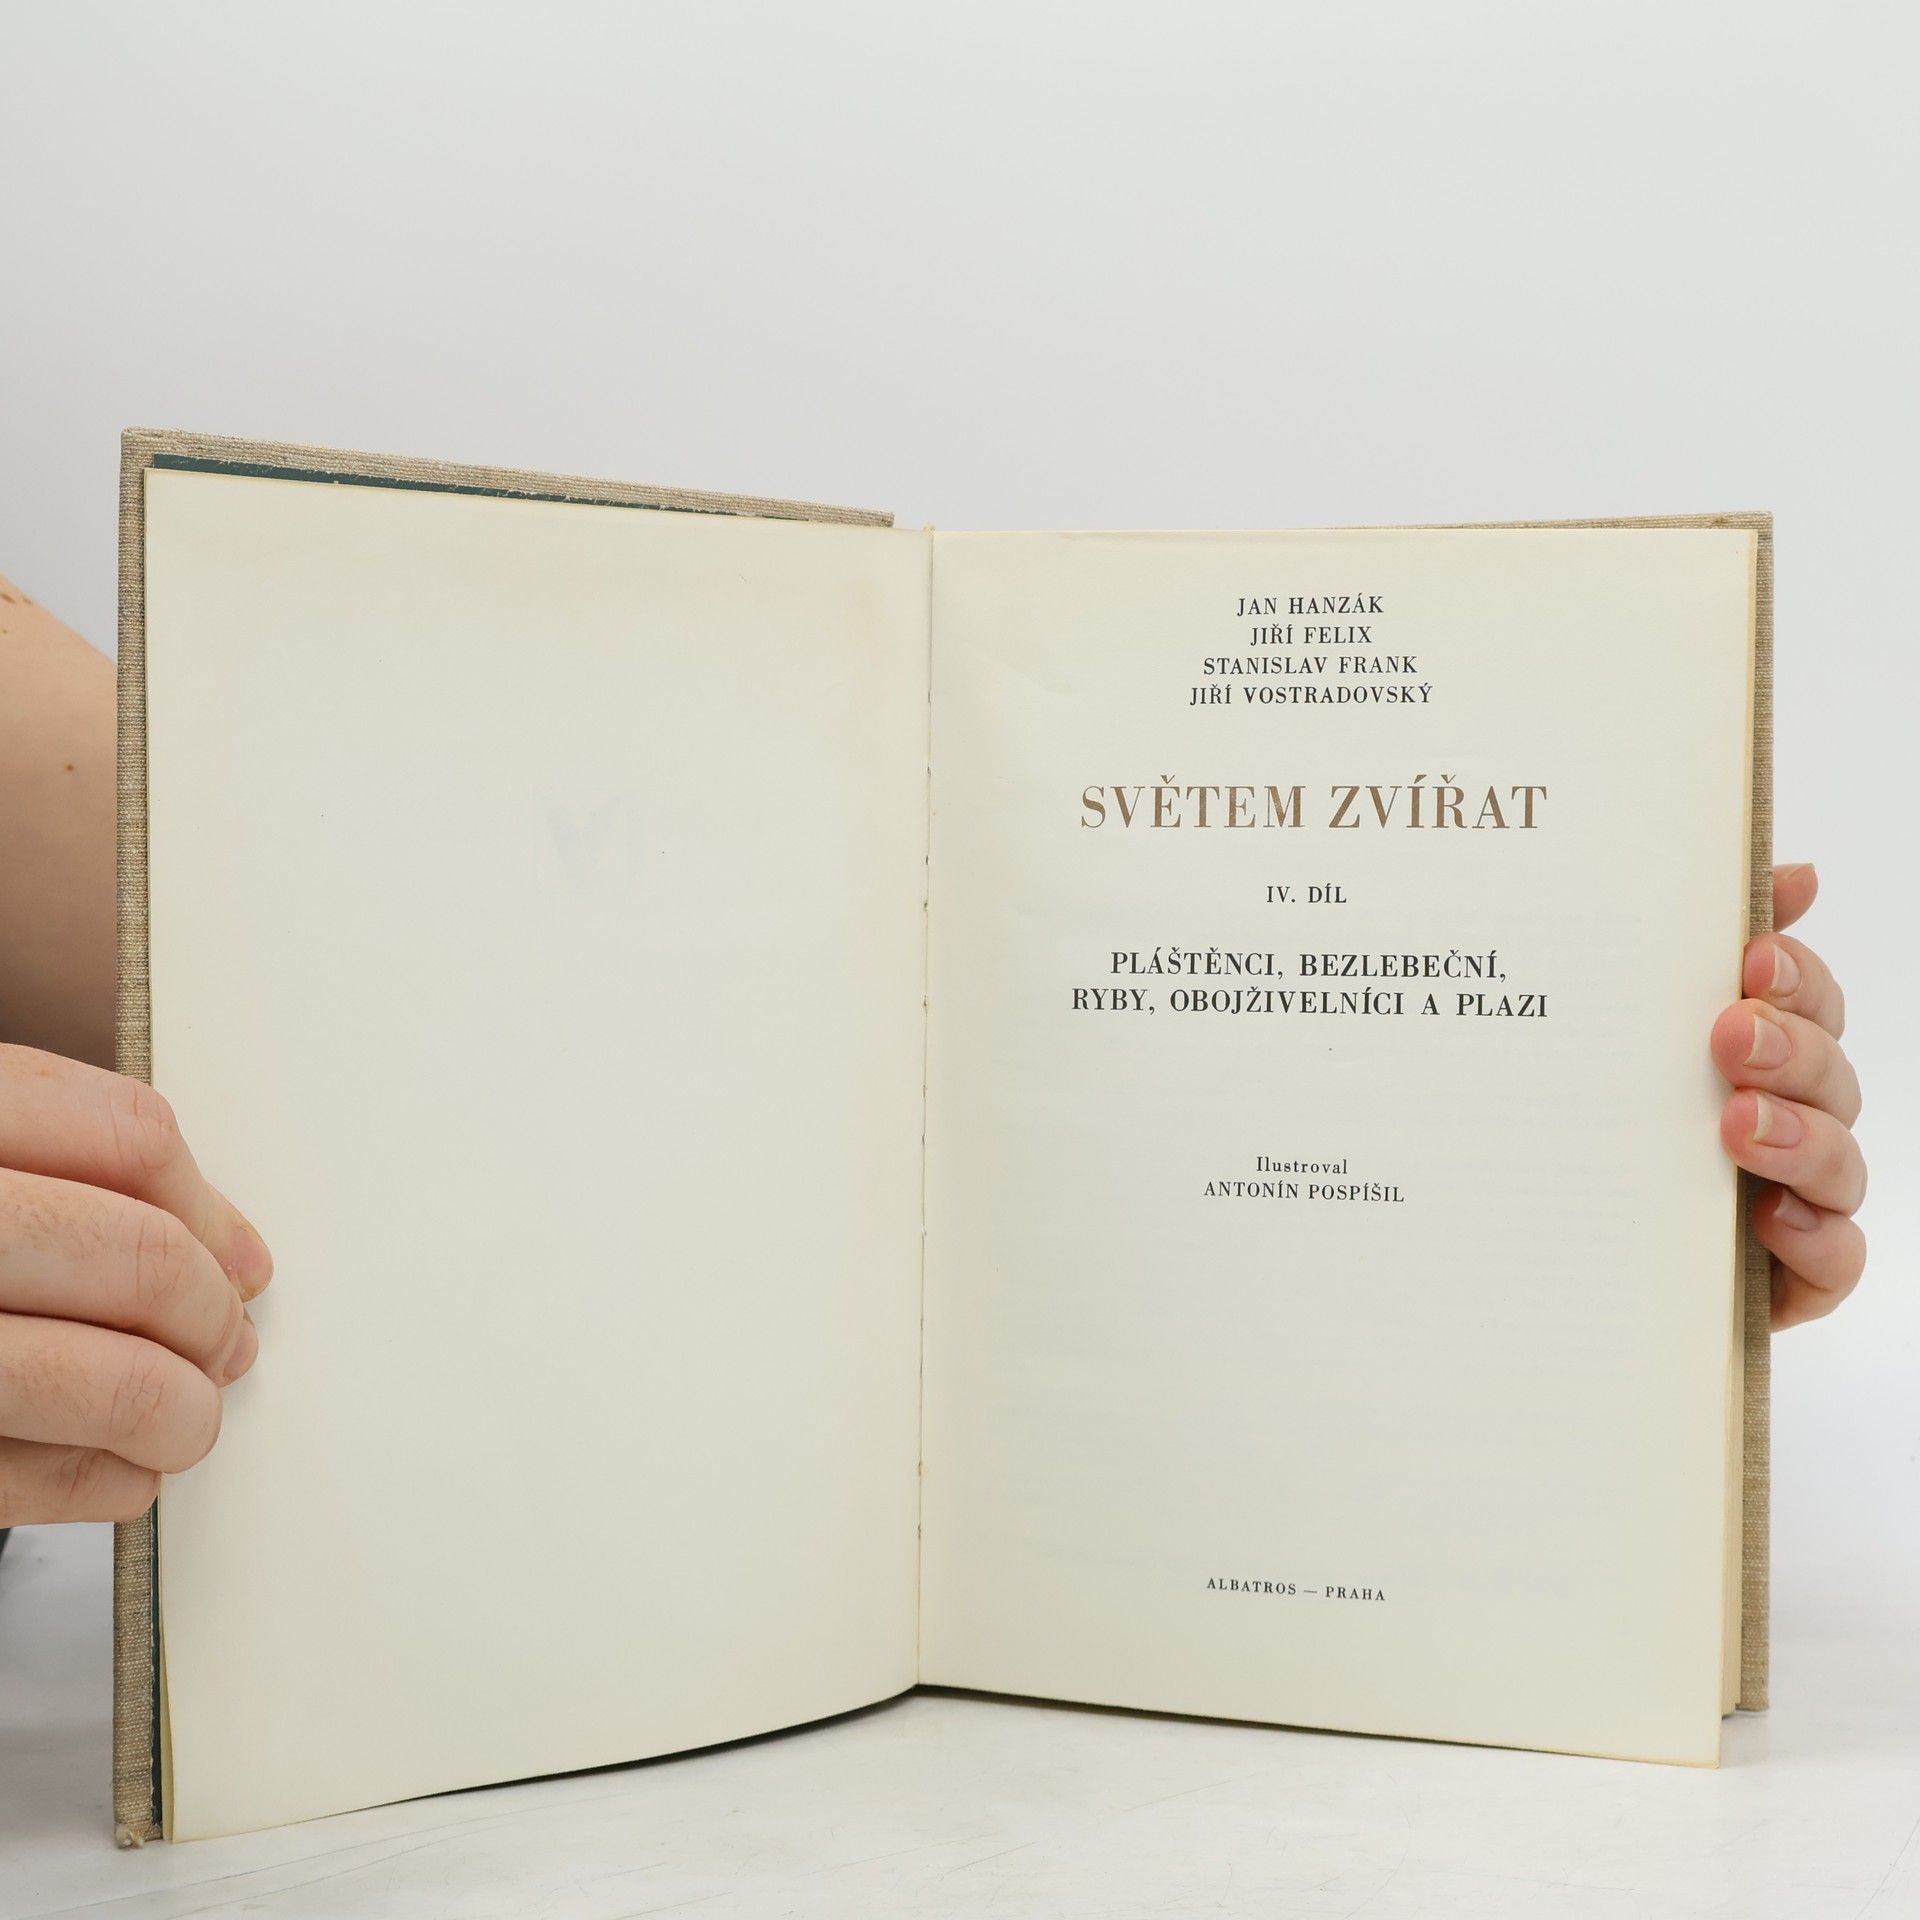 JAN HANZÁK
JIŘÍ FELIX
STANISLAV FRANK
JIŘÍ VOSTRADOVSKÝ
SVĚTEM ZVÍŘAT
IV. DÍL
PLÁŠTĚNCI, BEZLEBEČNÍ,
RYBY, OBOJŽIVELNÍCI A PLAZI
Ilustroval
ANTONÍN POSPÍŠIL
ALBATROS — PRAHA